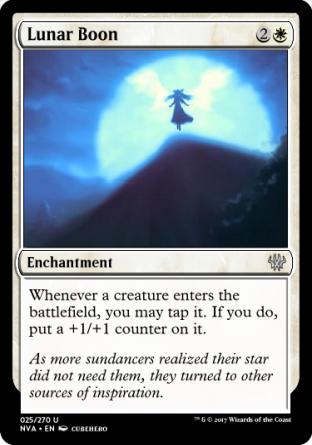 Lunar Boon 2
Enchantment
Whenever a creature enters the
battlefield, you may tap it. If you do,
put a +1/+1 counter on it.
As more sundancers realized their star
did not need them, they turned to other
sources of inspiration.
025/270 U
NVA • EN CUBEHERO
™ & © 2017 Wizards of the Coast